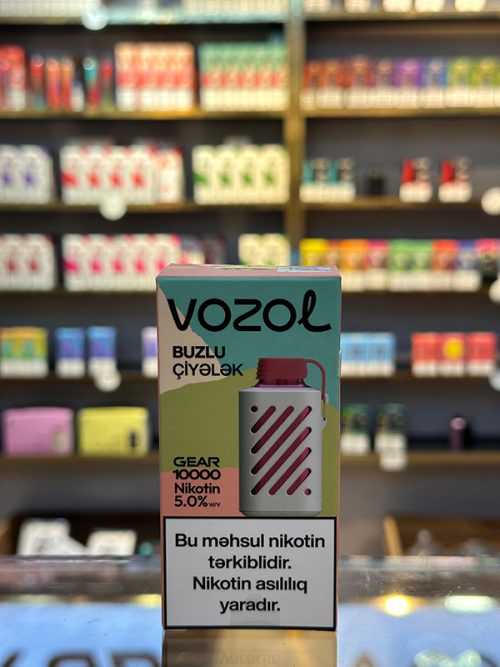 VOZOL
BUZLU
ÇİYƏLƏK
GEAR
10000
Nikotin
5.0% w/v
Bu məhsul nikotin
tərkiblidir.
Nikotin asılılıq
yaradır.